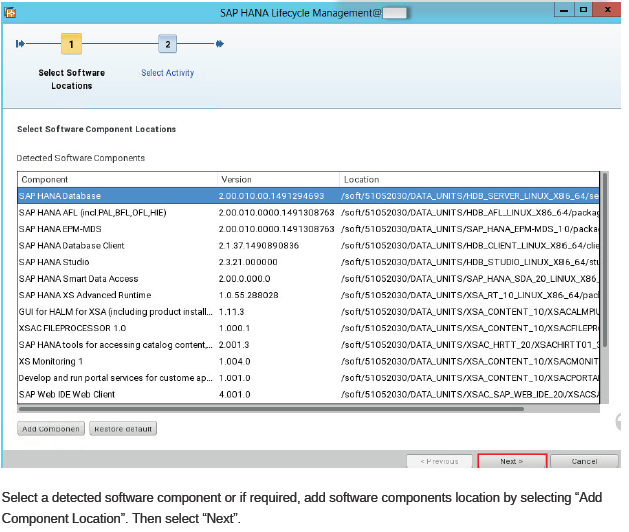 SAP HANA Lifecycle Management@
1
2
Select Software
Locations
Select Activity
Select Software Component Locations
Detected Software Components
Component Version Location
SAP HANA Database 2.00.010.00.1491294693 /soft/51052030/DATA_UNITS/HDB_SERVER_LINUX_X86_64/se
SAP HANA AFL (incl.PAL,BFL,OFL,HIE) 2.00.010.0000.1491308763 /soft/51052030/DATA_UNITS/HDB_AFL_LINUX_X86_64/packag
SAP HANA EPM-MDS 2.00.010.0000.1491308763 /soft/51052030/DATA_UNITS/SAP_HANA_EPM-MDS_10/packa
SAP HANA Database Client 2.1.37.1490890836 /soft/51052030/DATA_UNITS/HDB_CLIENT_LINUX_X86_64/clie
SAP HANA Studio 2.3.21.000000 /soft/51052030/DATA_UNITS/HDB_STUDIO_LINUX_X86_64/stu
SAP HANA Smart Data Access 2.00.0.000.0 /soft/51052030/DATA_UNITS/SAP_HANA_SDA_20_LINUX_X86_
SAP HANA XS Advanced Runtime 1.0.55.288028 /soft/51052030/DATA_UNITS/XSA_RT_10_LINUX_X86_64/pacl
GUI for HALM for XSA (including product install... 1.11.3 /soft/51052030/DATA_UNITS/XSA_CONTENT_10/XSACALMPIU
XSAC FILEPROCESSOR 1.0 1.000.1 /soft/51052030/DATA_UNITS/XSA_CONTENT_10/XSACFILEPR
SAP HANA tools for accessing catalog content,... 2.001.3 /soft/51052030/DATA_UNITS/XSAC_HRTT_20/XSACHRTT01_3
XS Monitoring 1 1.004.0 /soft/51052030/DATA_UNITS/XSA_CONTENT_10/XSACMONIT
Develop and run portal services for custome ap... 1.001.0 /soft/51052030/DATA_UNITS/XSA_CONTENT_10/XSACPORTAI
SAP Web IDE Web Client 4.001.0 /soft/51052030/DATA_UNITS/XSAC_SAP_WEB_IDE_20/XSACS
Add Componen Restore default
< Previous Next > Cancel
Select a detected software component or if required, add software components location by selecting “Add
Component Location”. Then select “Next”.